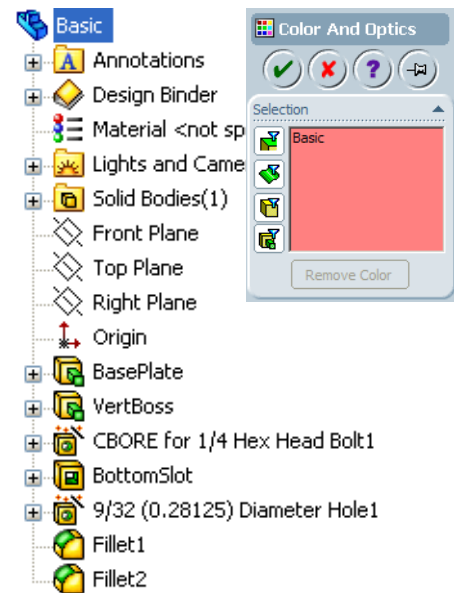 Basic
Annotations
Design Binder
Material <not sp
Lights and Came
Solid Bodies(1)
Front Plane
Top Plane
Right Plane
Origin
BasePlate
VertBoss
CBORE for 1/4 Hex Head Bolt1
BottomSlot
9/32 (0.28125) Diameter Hole1
Fillet1
Fillet2
Color And Optics
Selection
Basic
Remove Color